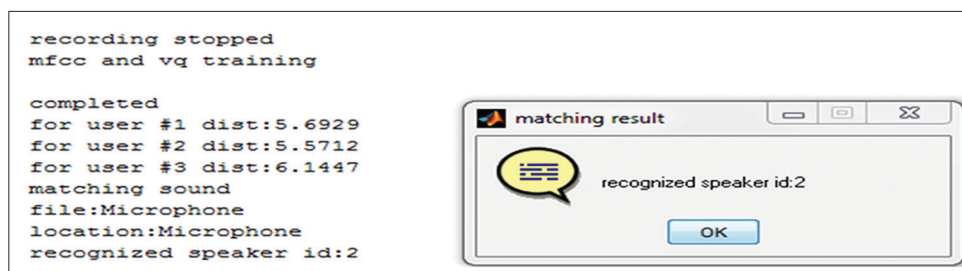 recording stopped
mfcc and vq training
completed
for user #1 dist:5.6929
for user #2 dist:5.5712
for user #3 dist:6.1447
matching sound
file:Microphone
location:Microphone
recognized speaker id:2
matching result
recognized speaker id:2
OK